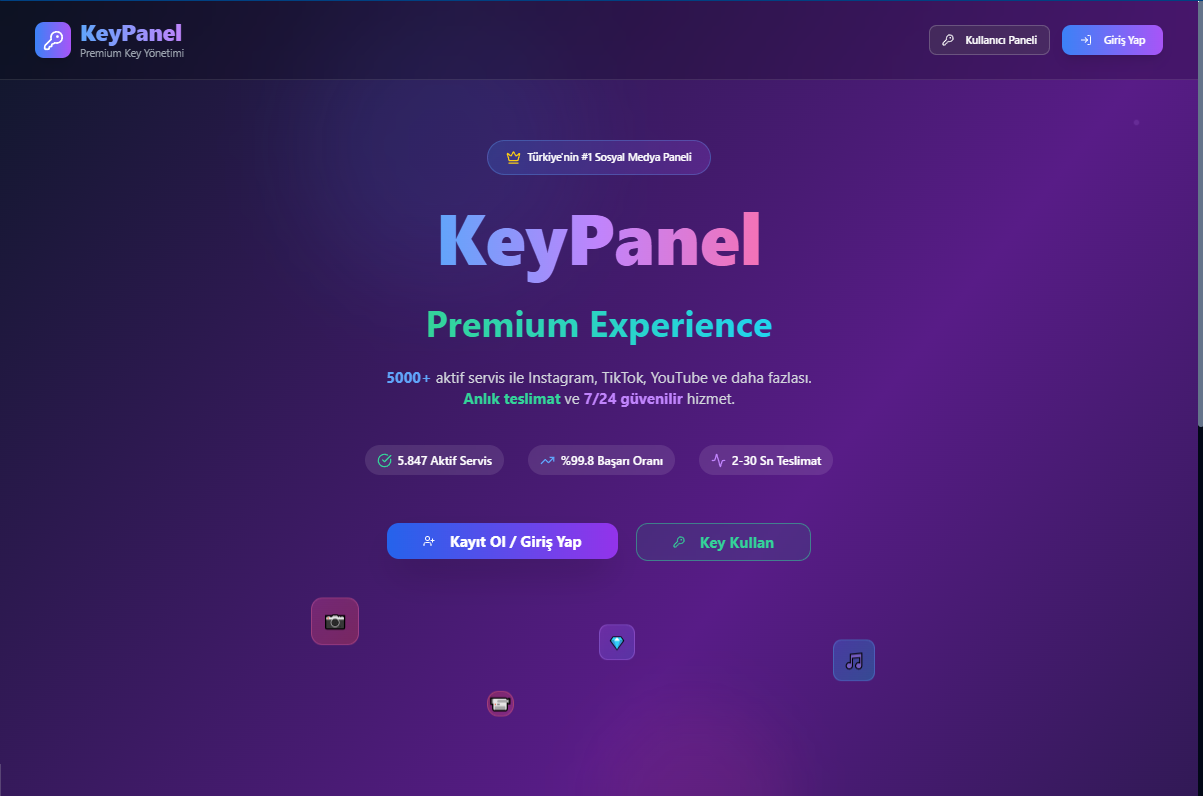 KeyPanel
Premium Key Yönetimi
Kullanıcı Paneli
Giriş Yap
Türkiye'nin #1 Sosyal Medya Paneli
KeyPanel
Premium Experience
5000+ aktif servis ile Instagram, TikTok, YouTube ve daha fazlası.
Anlık teslimat ve 7/24 güvenilir hizmet.
5.847 Aktif Servis
%99.8 Başarı Oranı
2-30 Sn Teslimat
Kayıt Ol / Giriş Yap
Key Kullan